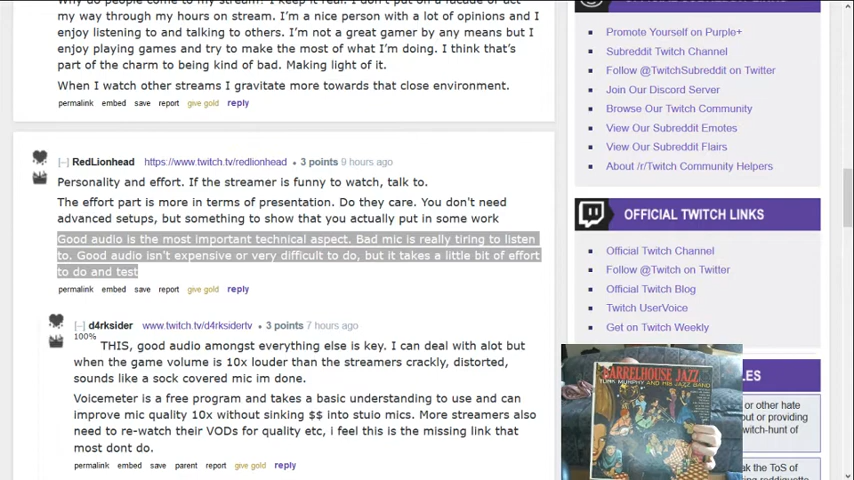 Why do people come to my stream? I keep it real. I don't put on a facade or act
my way through my hours on stream. I'm a nice person with a lot of opinions and I
enjoy listening to and talking to others. I'm not a great gamer by any means but I
enjoy playing games and try to make the most of what I'm doing. I think that's
part of the charm to being kind of bad. Making light of it.
When I watch other streams I gravitate more towards that close environment.
permalink embed save report give gold reply
[–] RedLionhead https://www.twitch.tv/redlionhead • 3 points 9 hours ago
Personality and effort. If the streamer is funny to watch, talk to.
The effort part is more in terms of presentation. Do they care. You don't need
advanced setups, but something to show that you actually put in some work
Good audio is the most important technical aspect. Bad mic is really tiring to listen
to. Good audio isn't expensive or very difficult to do, but it takes a little bit of effort
to do and test
permalink embed save report give gold reply
[–] d4rksider www.twitch.tv/d4rksidertv • 3 points 7 hours ago
100% THIS, good audio amongst everything else is key. I can deal with alot but
when the game volume is 10x louder than the streamers crackly, distorted,
sounds like a sock covered mic im done.
Voicemeter is a free program and takes a basic understanding to use and can
improve mic quality 10x without sinking $$ into stuio mics. More streamers also
need to re-watch their VODs for quality etc, i feel this is the missing link that
most dont do.
permalink embed save parent report give gold reply
Promote Yourself on Purple+
Subreddit Twitch Channel
Follow @TwitchSubreddit on Twitter
Join Our Discord Server
Browse Our Twitch Community
View Our Subreddit Emotes
View Our Subreddit Flairs
About /r/Twitch Community Helpers
OFFICIAL TWITCH LINKS
Official Twitch Channel
Follow @Twitch on Twitter
Official Twitch Blog
Twitch UserVoice
Get on Twitch Weekly
BARRELHOUSE JAZZ
TURK MURPHY AND HIS JAZZ BAND
or other hate
out or providing
witch-hunt of
ak the ToS of